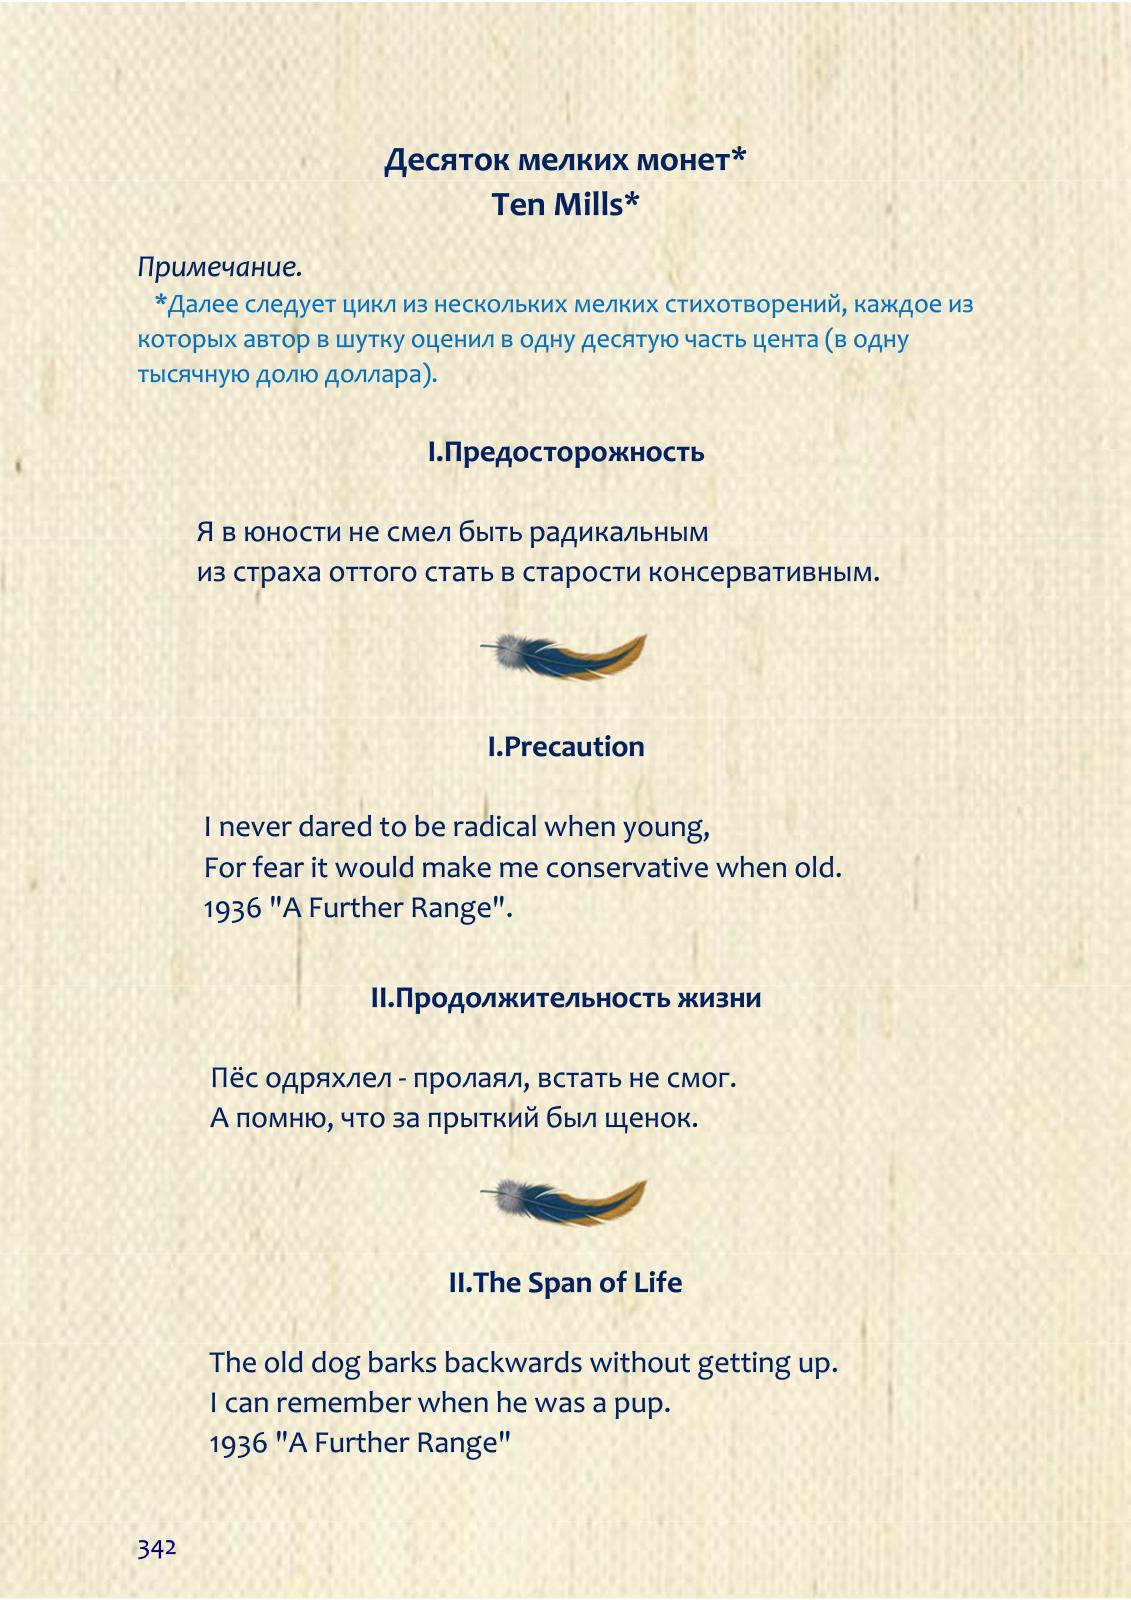 Десяток мелких монет*
Ten Mills*
Примечание.
*Далее следует цикл из нескольких мелких стихотворений, каждое из
которых автор в шутку оценил в одну десятую часть цента (в одну
тысячную долю доллара).
I.Предосторожность
Я в юности не смел быть радикальным
из страха оттого стать в старости консервативным.
I.Precaution
I never dared to be radical when young,
For fear it would make me conservative when old.
1936 "A Further Range".
II.Продолжительность жизни
Пёс одряхлел - пролаял, встать не смог.
А помню, что за прыткий был щенок.
II.The Span of Life
The old dog barks backwards without getting up.
I can remember when he was a pup.
1936 "A Further Range"
342